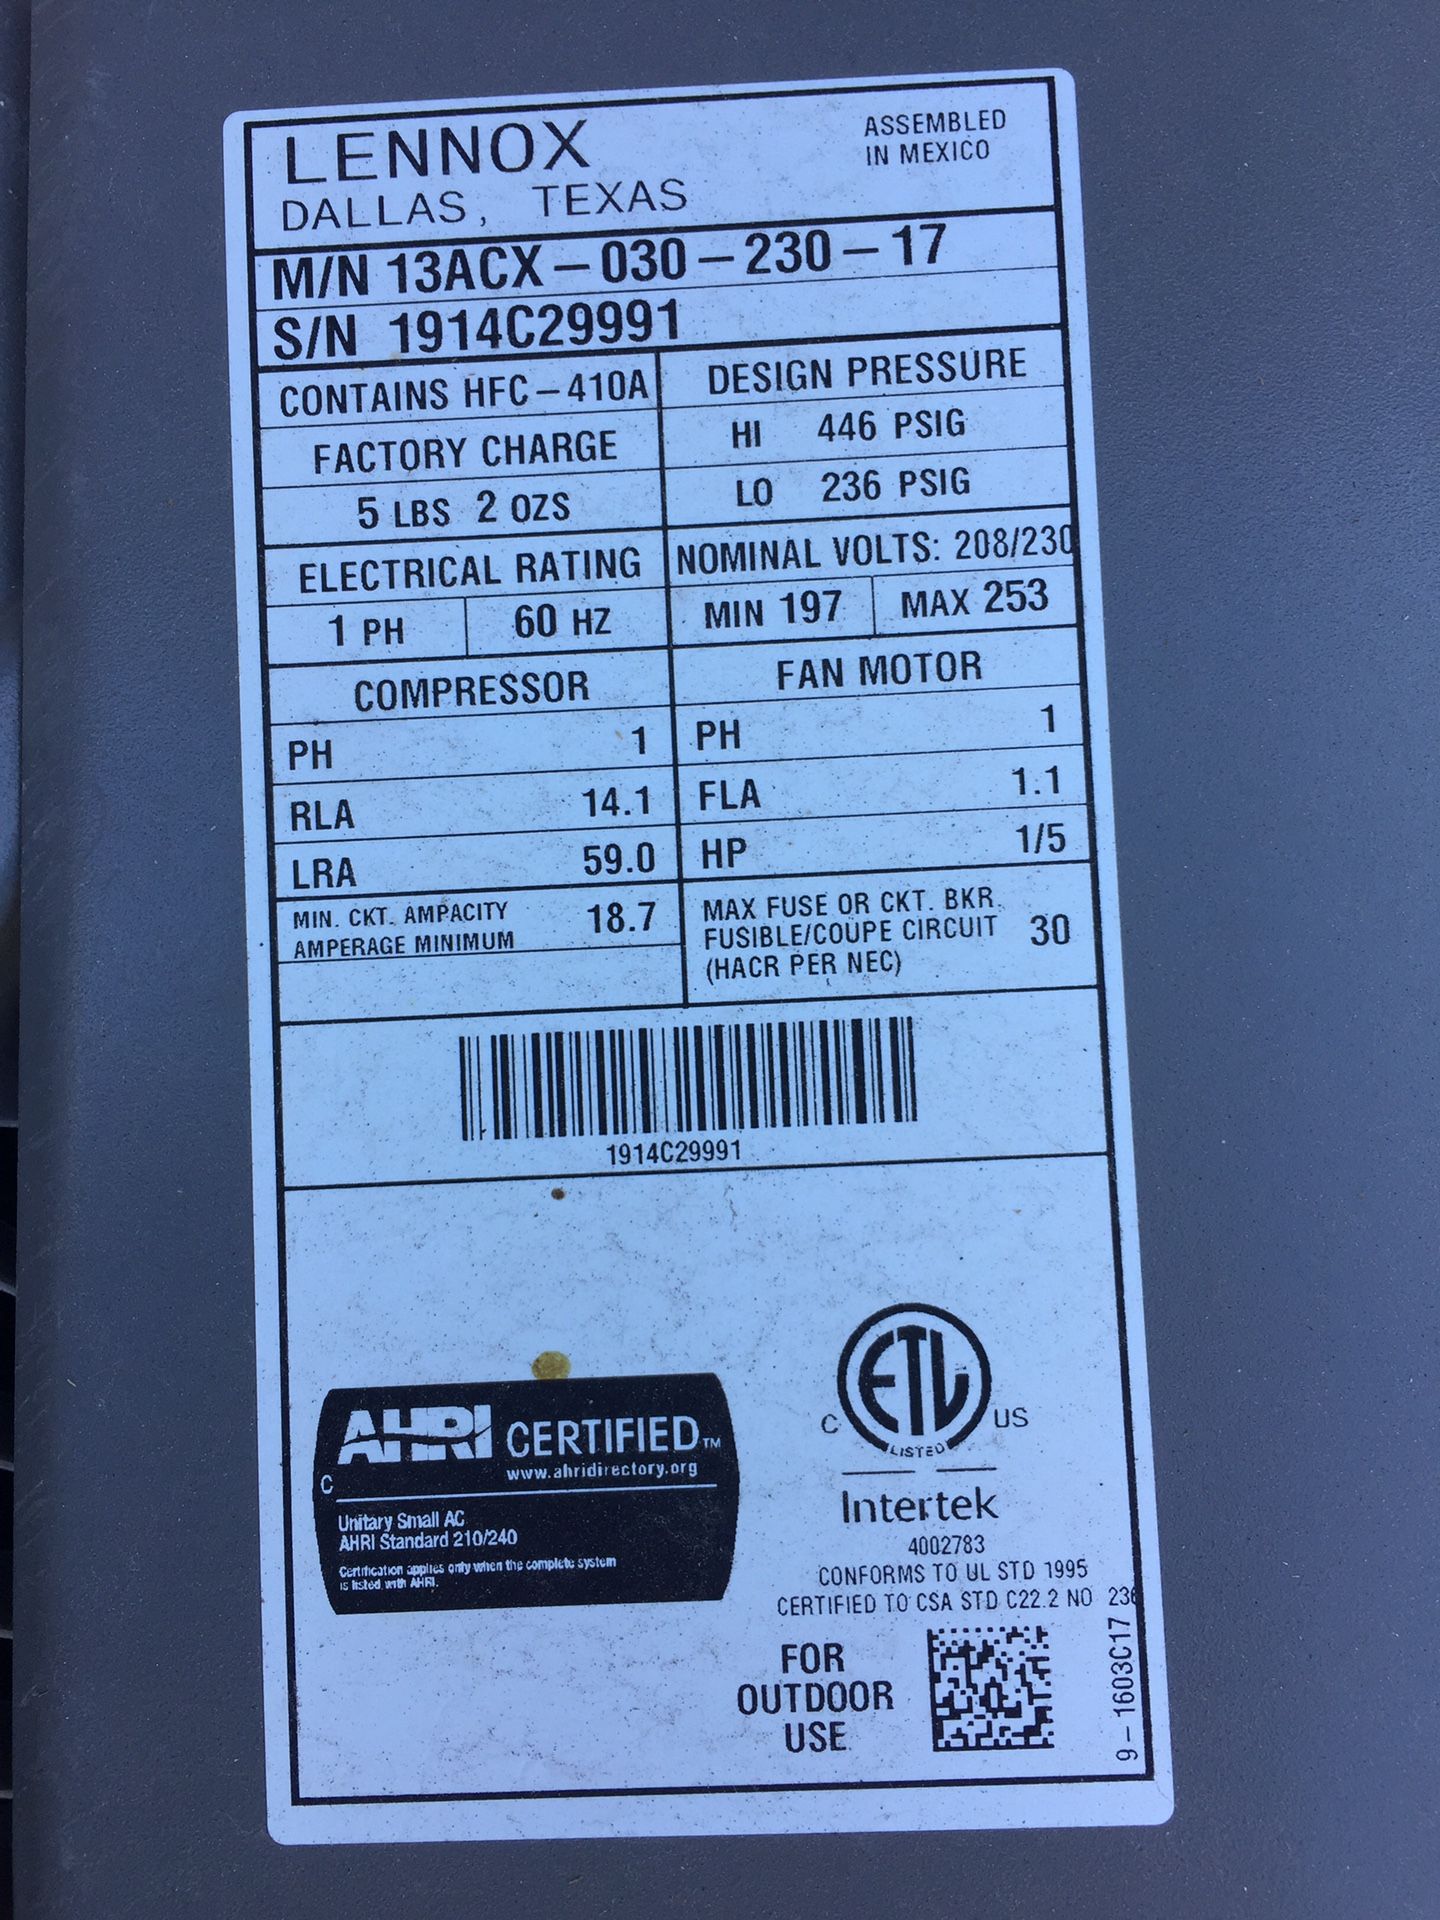 LENNOX
DALLAS, TEXAS
ASSEMBLED
IN MEXICO
M/N 13ACX-030-230-17
S/N 1914C29991
CONTAINS HFC-410A
FACTORY CHARGE
5 LBS 2 OZS
DESIGN PRESSURE
HI 446 PSIG
LO 236 PSIG
ELECTRICAL RATING
1 PH 60 HZ
NOMINAL VOLTS: 208/230
MIN 197 MAX 253
COMPRESSOR
PH 1
RLA 14.1
LRA 59.0
MIN. CKT. AMPACITY
AMPERAGE MINIMUM
18.7
FAN MOTOR
PH 1
FLA 1.1
HP 1/5
MAX FUSE OR CKT. BKR.
FUSIBLE/COUPE CIRCUIT
(HACR PER NEC)
30
1914C29991
AHRI CERTIFIED™
www.ahridirectory.org
C
Unitary Small AC
AHRI Standard 210/240
Certification applies only when the complete system
is listed with AHRI.
C ETL US
LISTED
Intertek
4002783
CONFORMS TO UL STD 1995
CERTIFIED TO CSA STD C22.2 NO 236
FOR
OUTDOOR
USE
9-1603C17